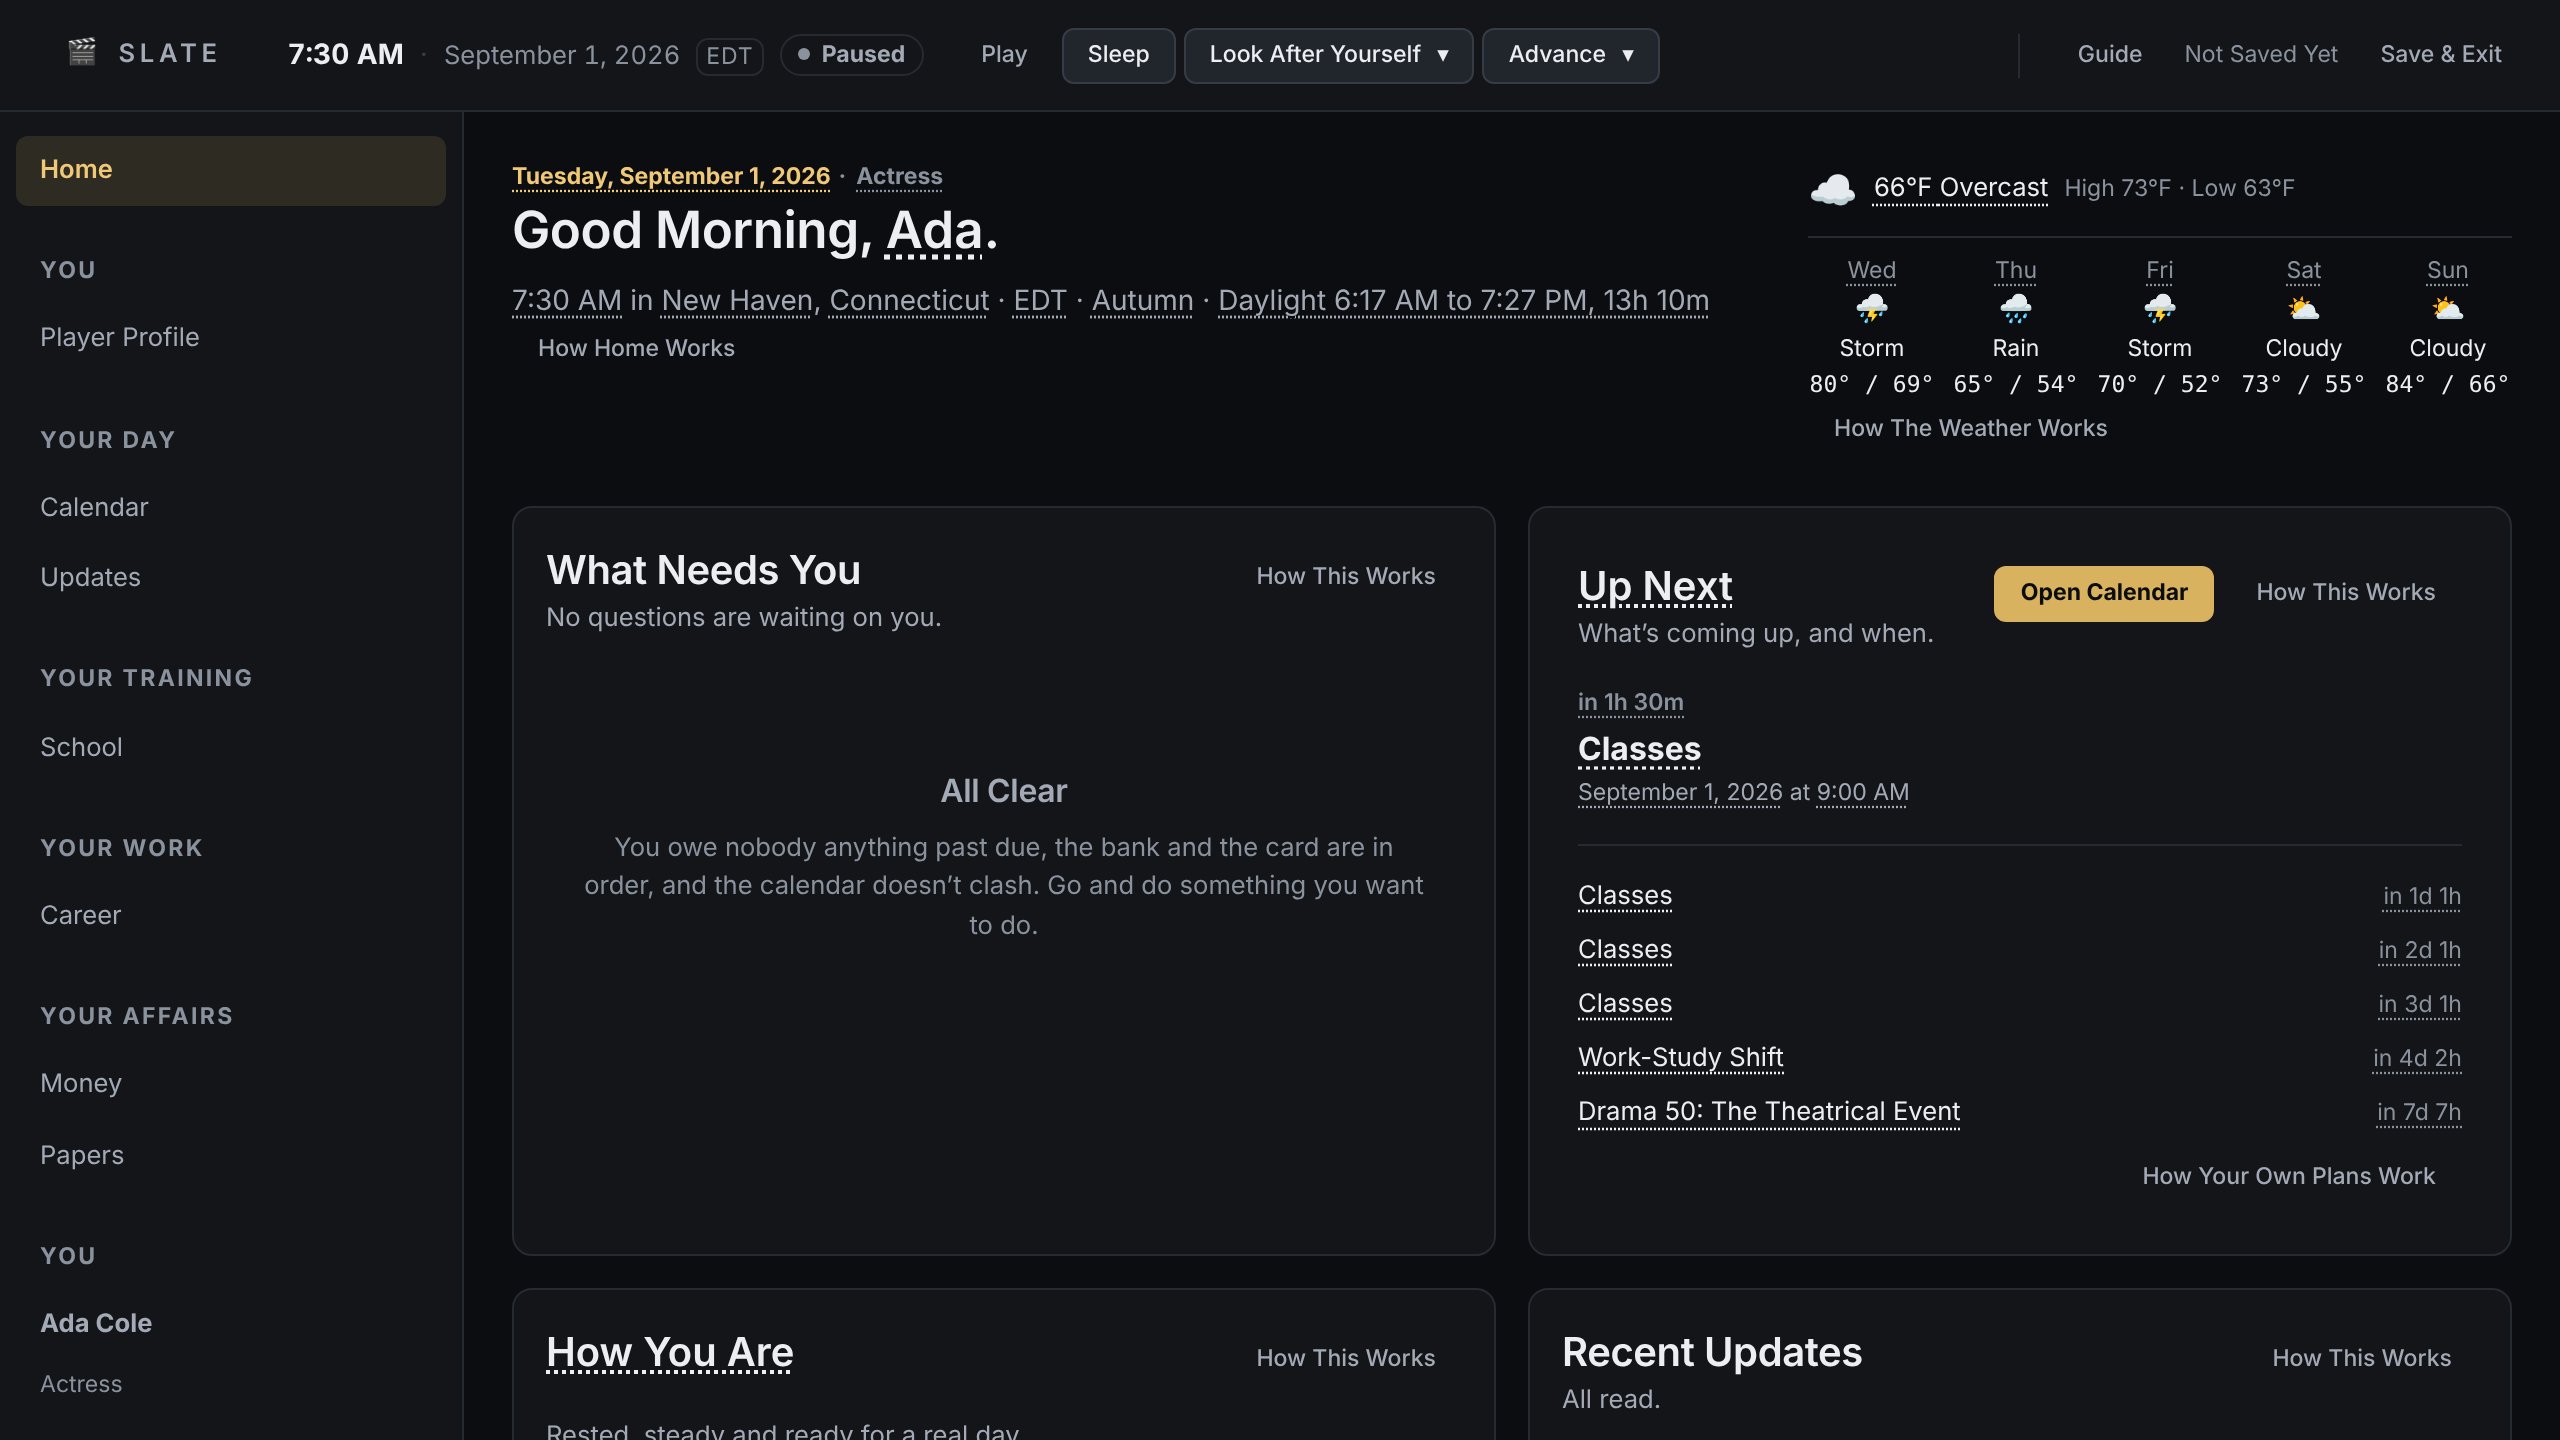 SLATE
7:30 AM · September 1, 2026 EDT Paused Play Sleep Look After Yourself ▾ Advance ▾ Guide Not Saved Yet Save & Exit
Home
YOU
Player Profile
YOUR DAY
Calendar
Updates
YOUR TRAINING
School
YOUR WORK
Career
YOUR AFFAIRS
Money
Papers
YOU
Ada Cole
Actress
Tuesday, September 1, 2026 · Actress
Good Morning, Ada.
7:30 AM in New Haven, Connecticut · EDT · Autumn · Daylight 6:17 AM to 7:27 PM, 13h 10m
How Home Works
66°F Overcast High 73°F · Low 63°F
Wed Thu Fri Sat Sun
Storm Rain Storm Cloudy Cloudy
80° / 69° 65° / 54° 70° / 52° 73° / 55° 84° / 66°
How The Weather Works
What Needs You How This Works
No questions are waiting on you.
All Clear
You owe nobody anything past due, the bank and the card are in
order, and the calendar doesn’t clash. Go and do something you want
to do.
Up Next Open Calendar How This Works
What’s coming up, and when.
in 1h 30m
Classes
September 1, 2026 at 9:00 AM
Classes in 1d 1h
Classes in 2d 1h
Classes in 3d 1h
Work-Study Shift in 4d 2h
Drama 50: The Theatrical Event in 7d 7h
How Your Own Plans Work
How You Are How This Works
Rested, steady and ready for a real day
Recent Updates How This Works
All read.